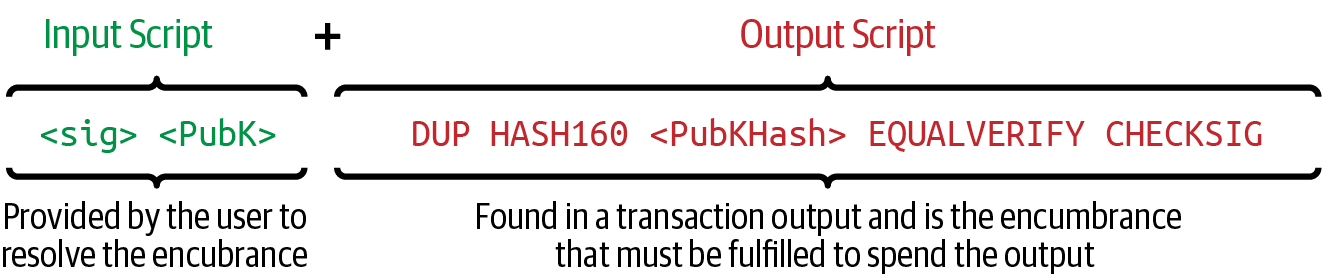 Input Script + Output Script
<sig> <PubK> DUP HASH160 <PubKHash> EQUALVERIFY CHECKSIG
Provided by the user to
resolve the encubrance
Found in a transaction output and is the encumbrance
that must be fulfilled to spend the output